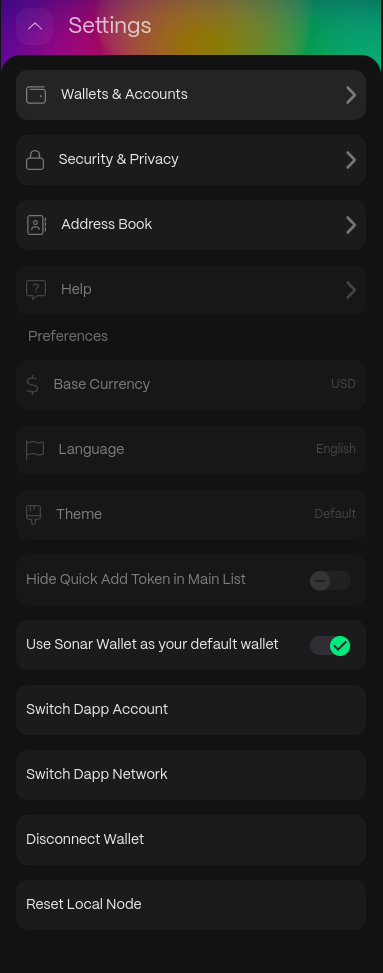 Settings
Wallets & Accounts
Security & Privacy
Address Book
Help
Preferences
Base Currency USD
Language English
Theme Default
Hide Quick Add Token in Main List
Use Sonar Wallet as your default wallet
Switch Dapp Account
Switch Dapp Network
Disconnect Wallet
Reset Local Node